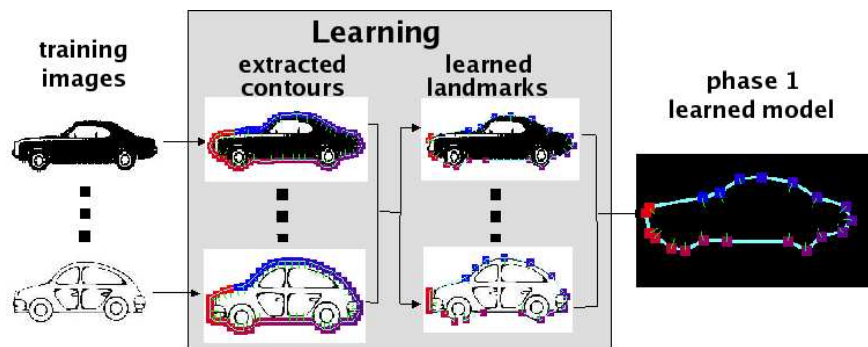 Learning
training
images
extracted
contours
learned
landmarks
phase 1
learned model